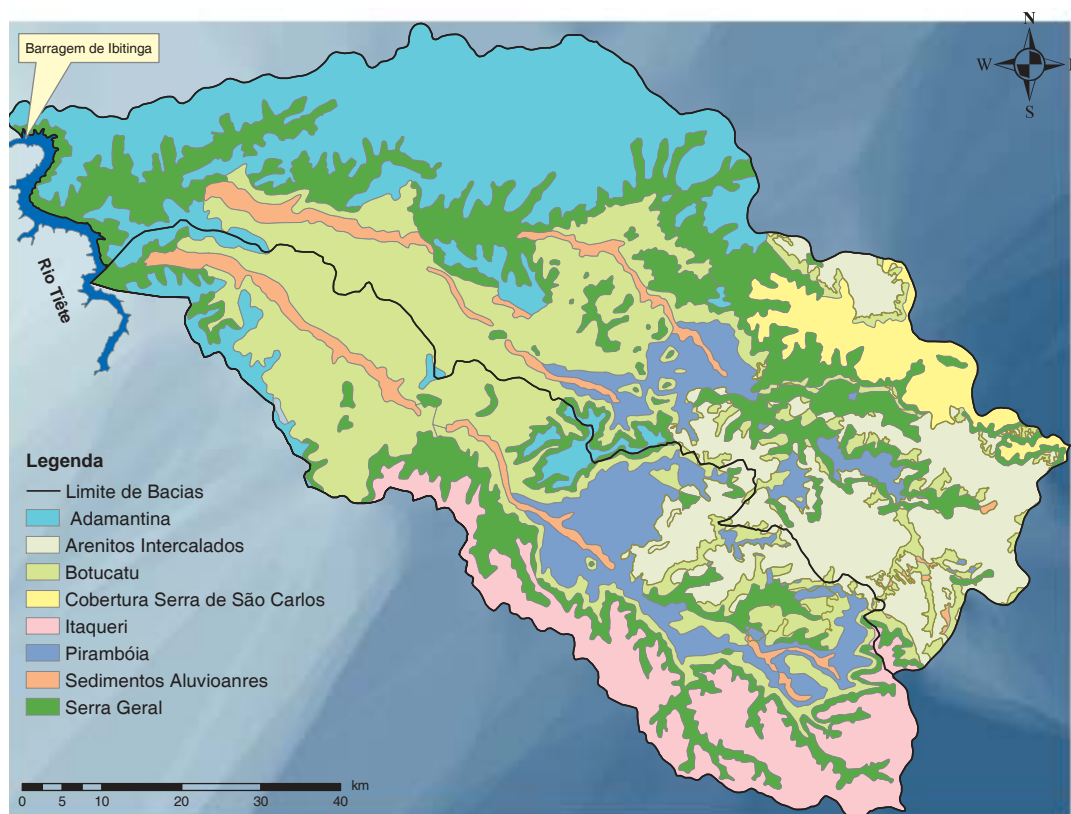 Barragem de Ibitinga
N
W
S
Rio Tiête
Legenda
Limite de Bacias
Adamantina
Arenitos Intercalados
Botucatu
Cobertura Serra de São Carlos
Itaqueri
Pirambóia
Sedimentos Aluvioanres
Serra Geral
km
0 5 10 20 30 40